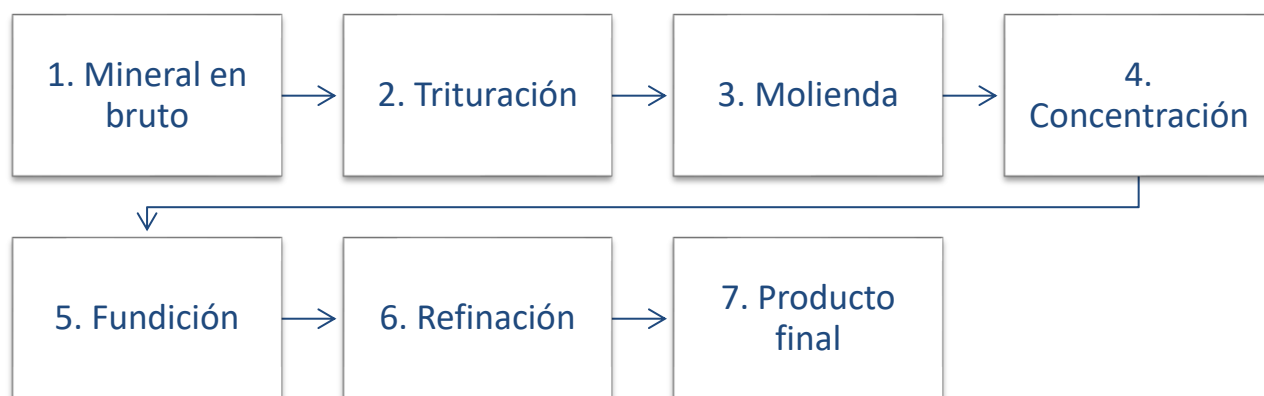 1. Mineral en
bruto
2. Trituración
3. Molienda
4.
Concentración
5. Fundición
6. Refinación
7. Producto
final